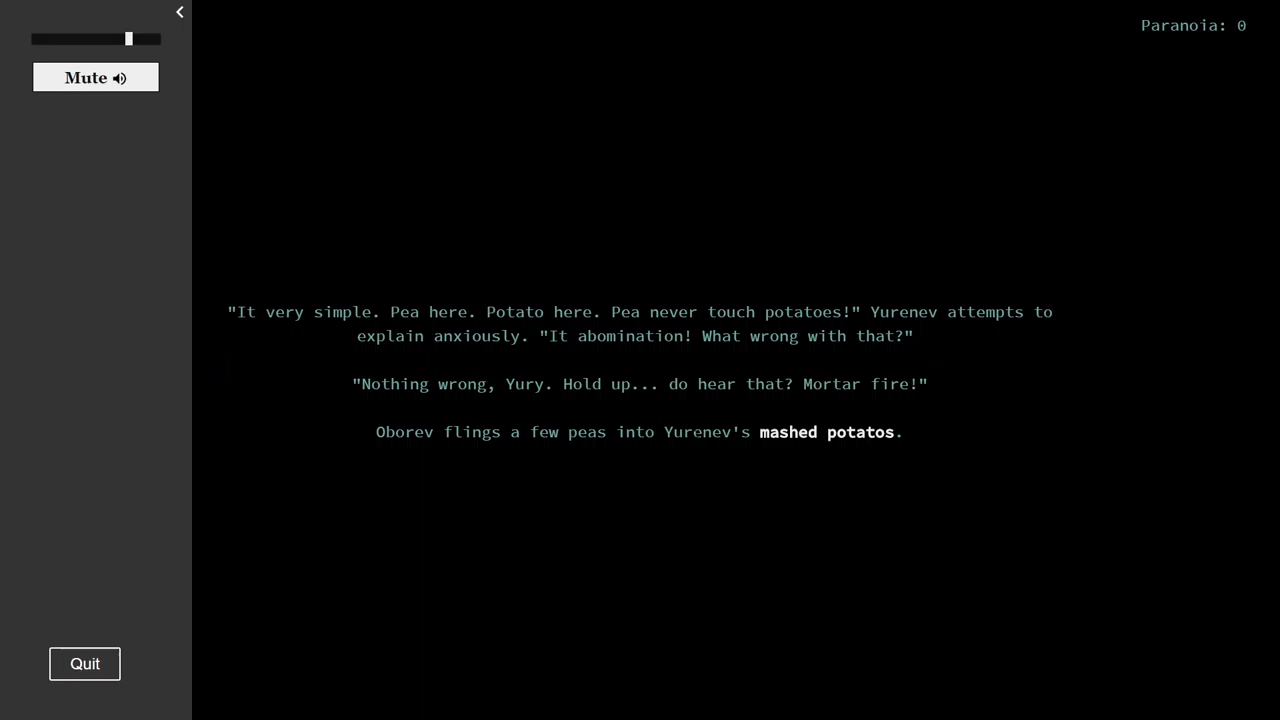 Paranoia: 0
Mute
"It very simple. Pea here. Potato here. Pea never touch potatoes!" Yurenev attempts to
explain anxiously. "It abomination! What wrong with that?"
"Nothing wrong, Yury. Hold up... do hear that? Mortar fire!"
Oborev flings a few peas into Yurenev's mashed potatos.
Quit